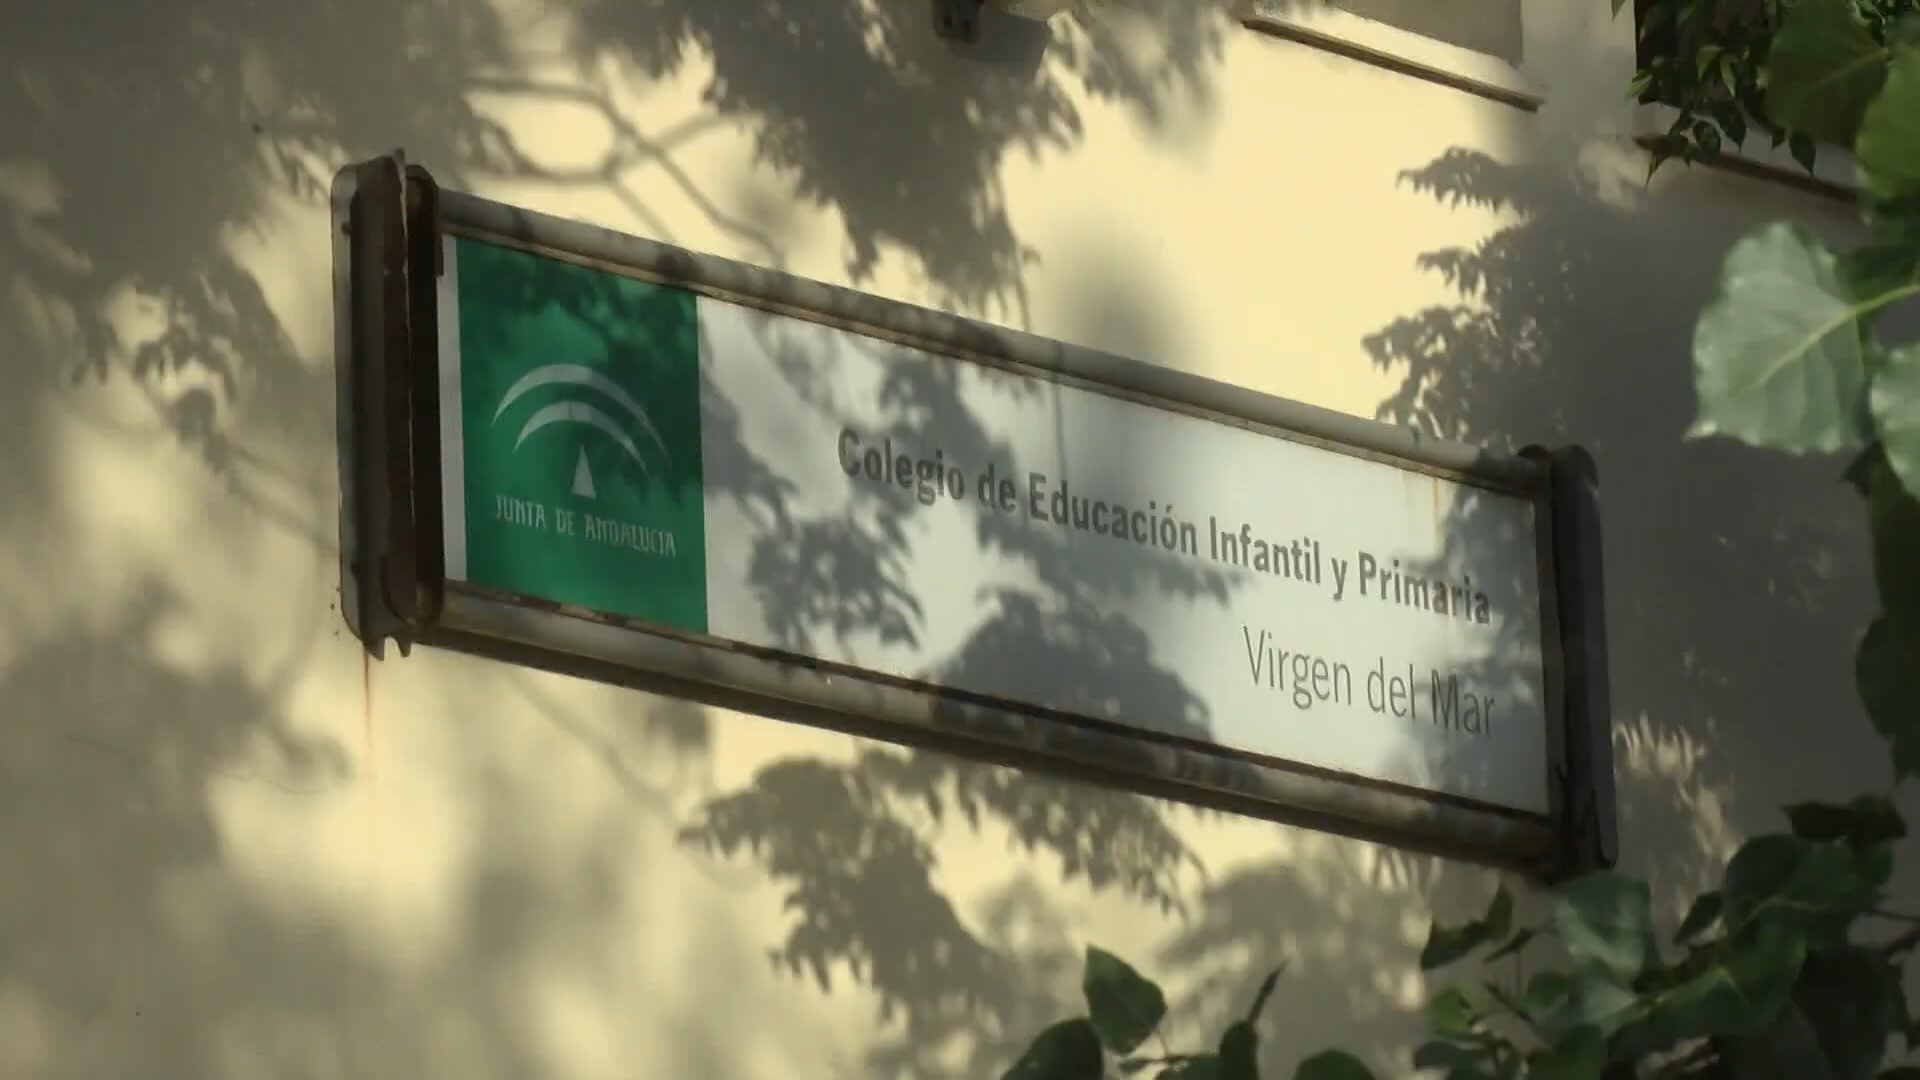 JUNTA DE ANDALUCIA
Colegio de Educación Infantil y Primaria
Virgen del Mar